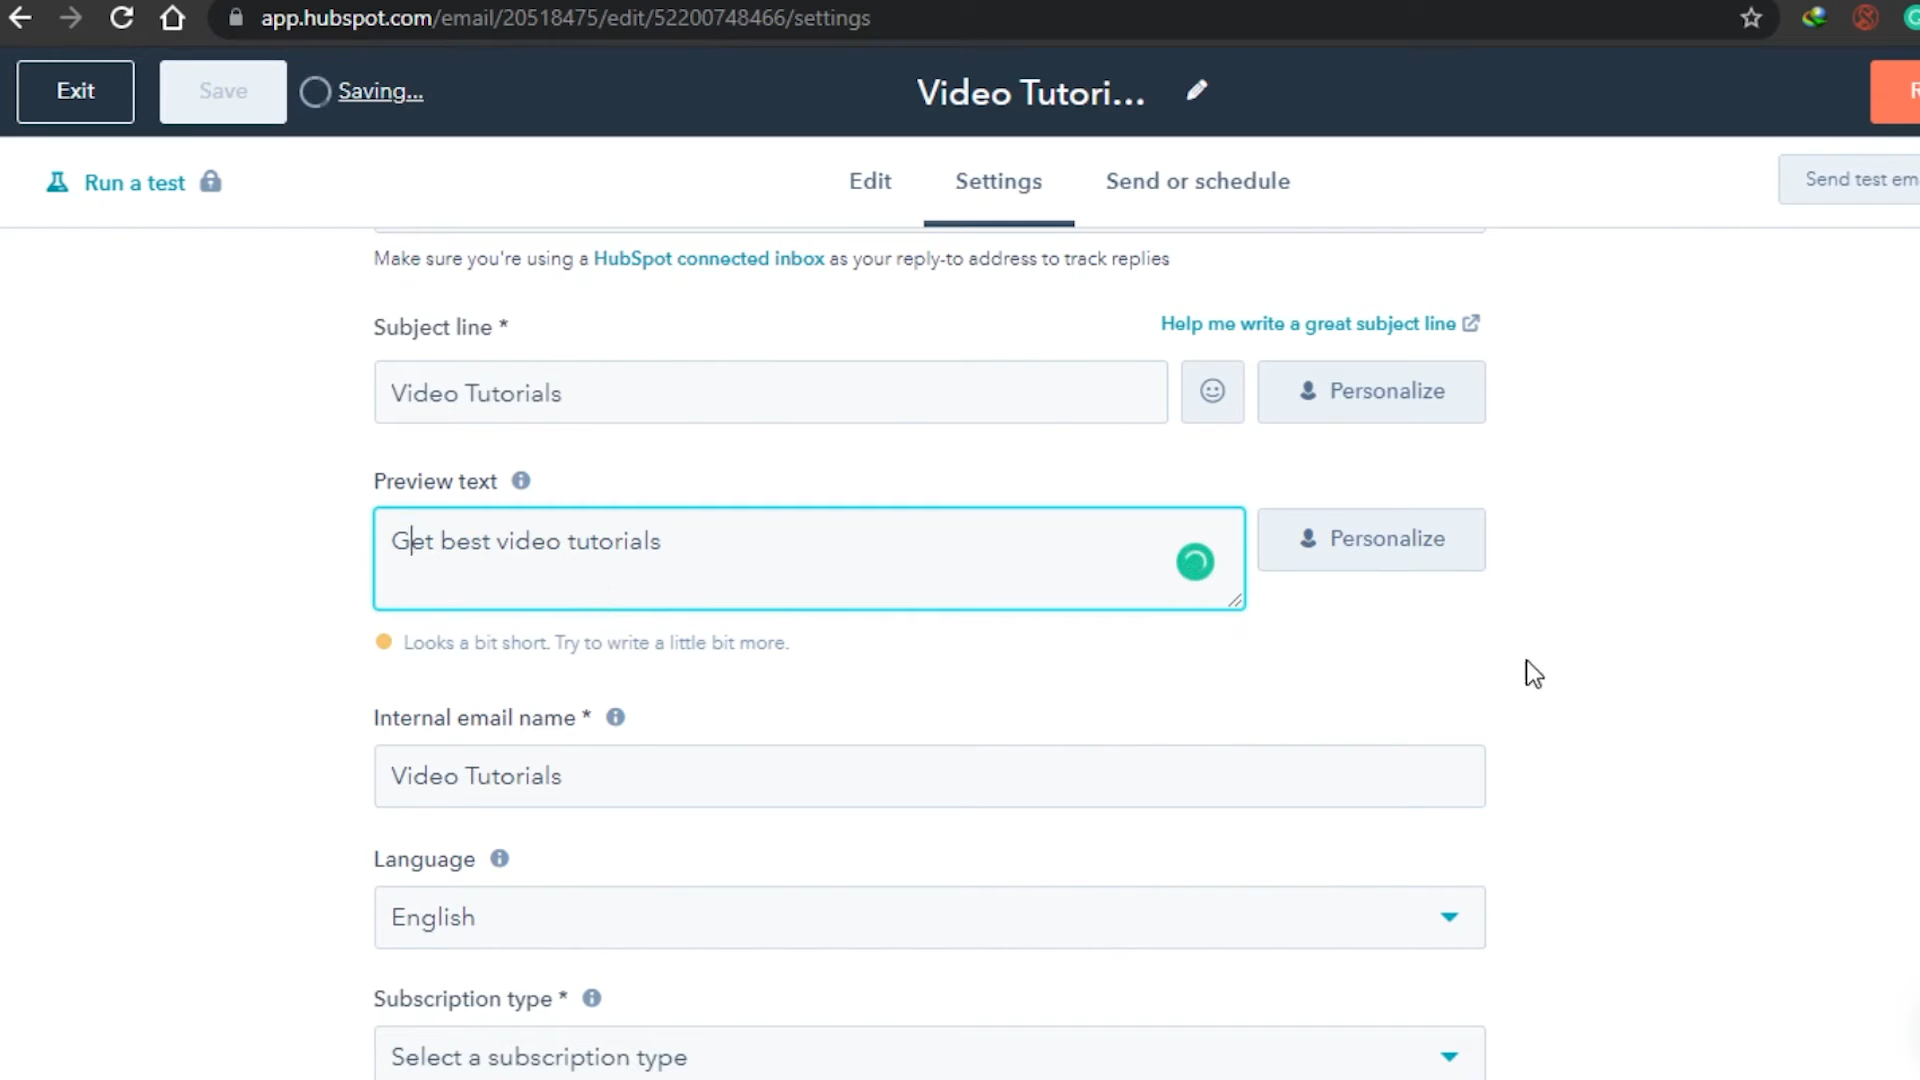 app.hubspot.com/email/20518475/edit/52200748466/settings
Exit
Save
Saving...
Video Tutori...
R
Run a test
Edit
Settings
Send or schedule
Send test em
Make sure you're using a HubSpot connected inbox as your reply-to address to track replies
Subject line *
Help me write a great subject line
Video Tutorials
Personalize
Preview text
Get best video tutorials
Personalize
Looks a bit short. Try to write a little bit more.
Internal email name *
Video Tutorials
Language
English
Subscription type *
Select a subscription type